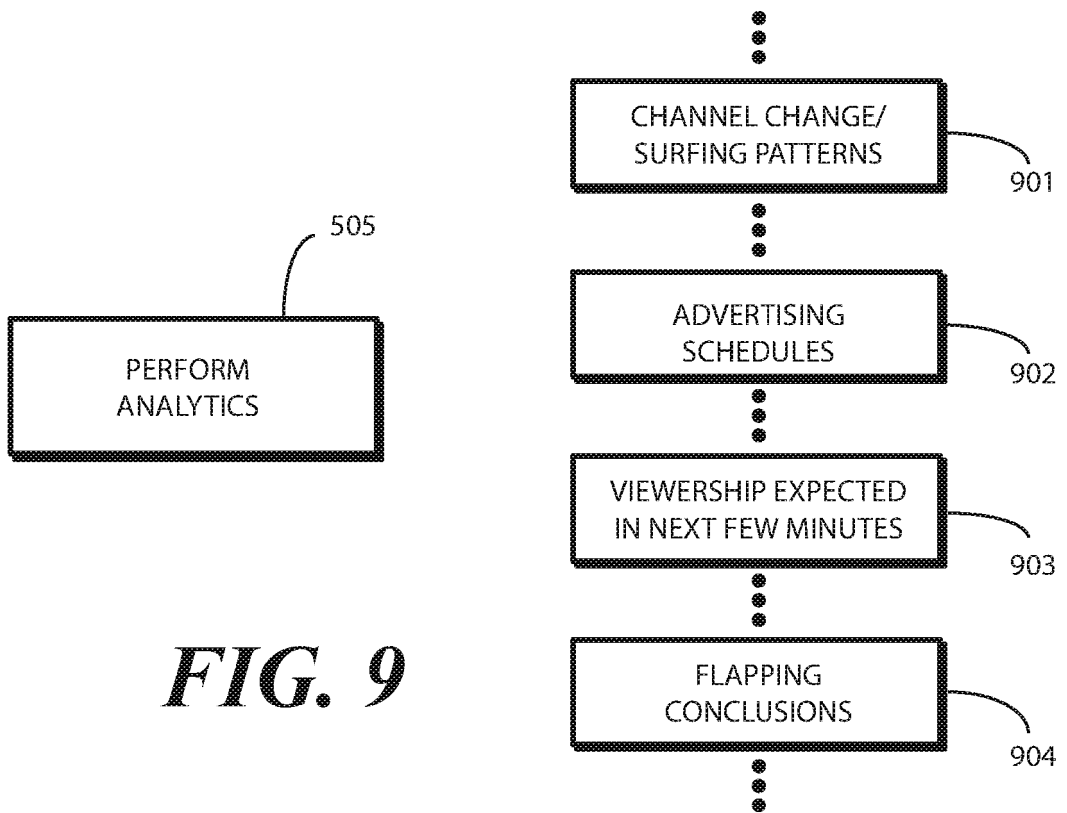 505
PERFORM
ANALYTICS
FIG. 9
CHANNEL CHANGE/
SURFING PATTERNS
901
ADVERTISING
SCHEDULES
902
VIEWERSHIP EXPECTED
IN NEXT FEW MINUTES
903
FLAPPING
CONCLUSIONS
904